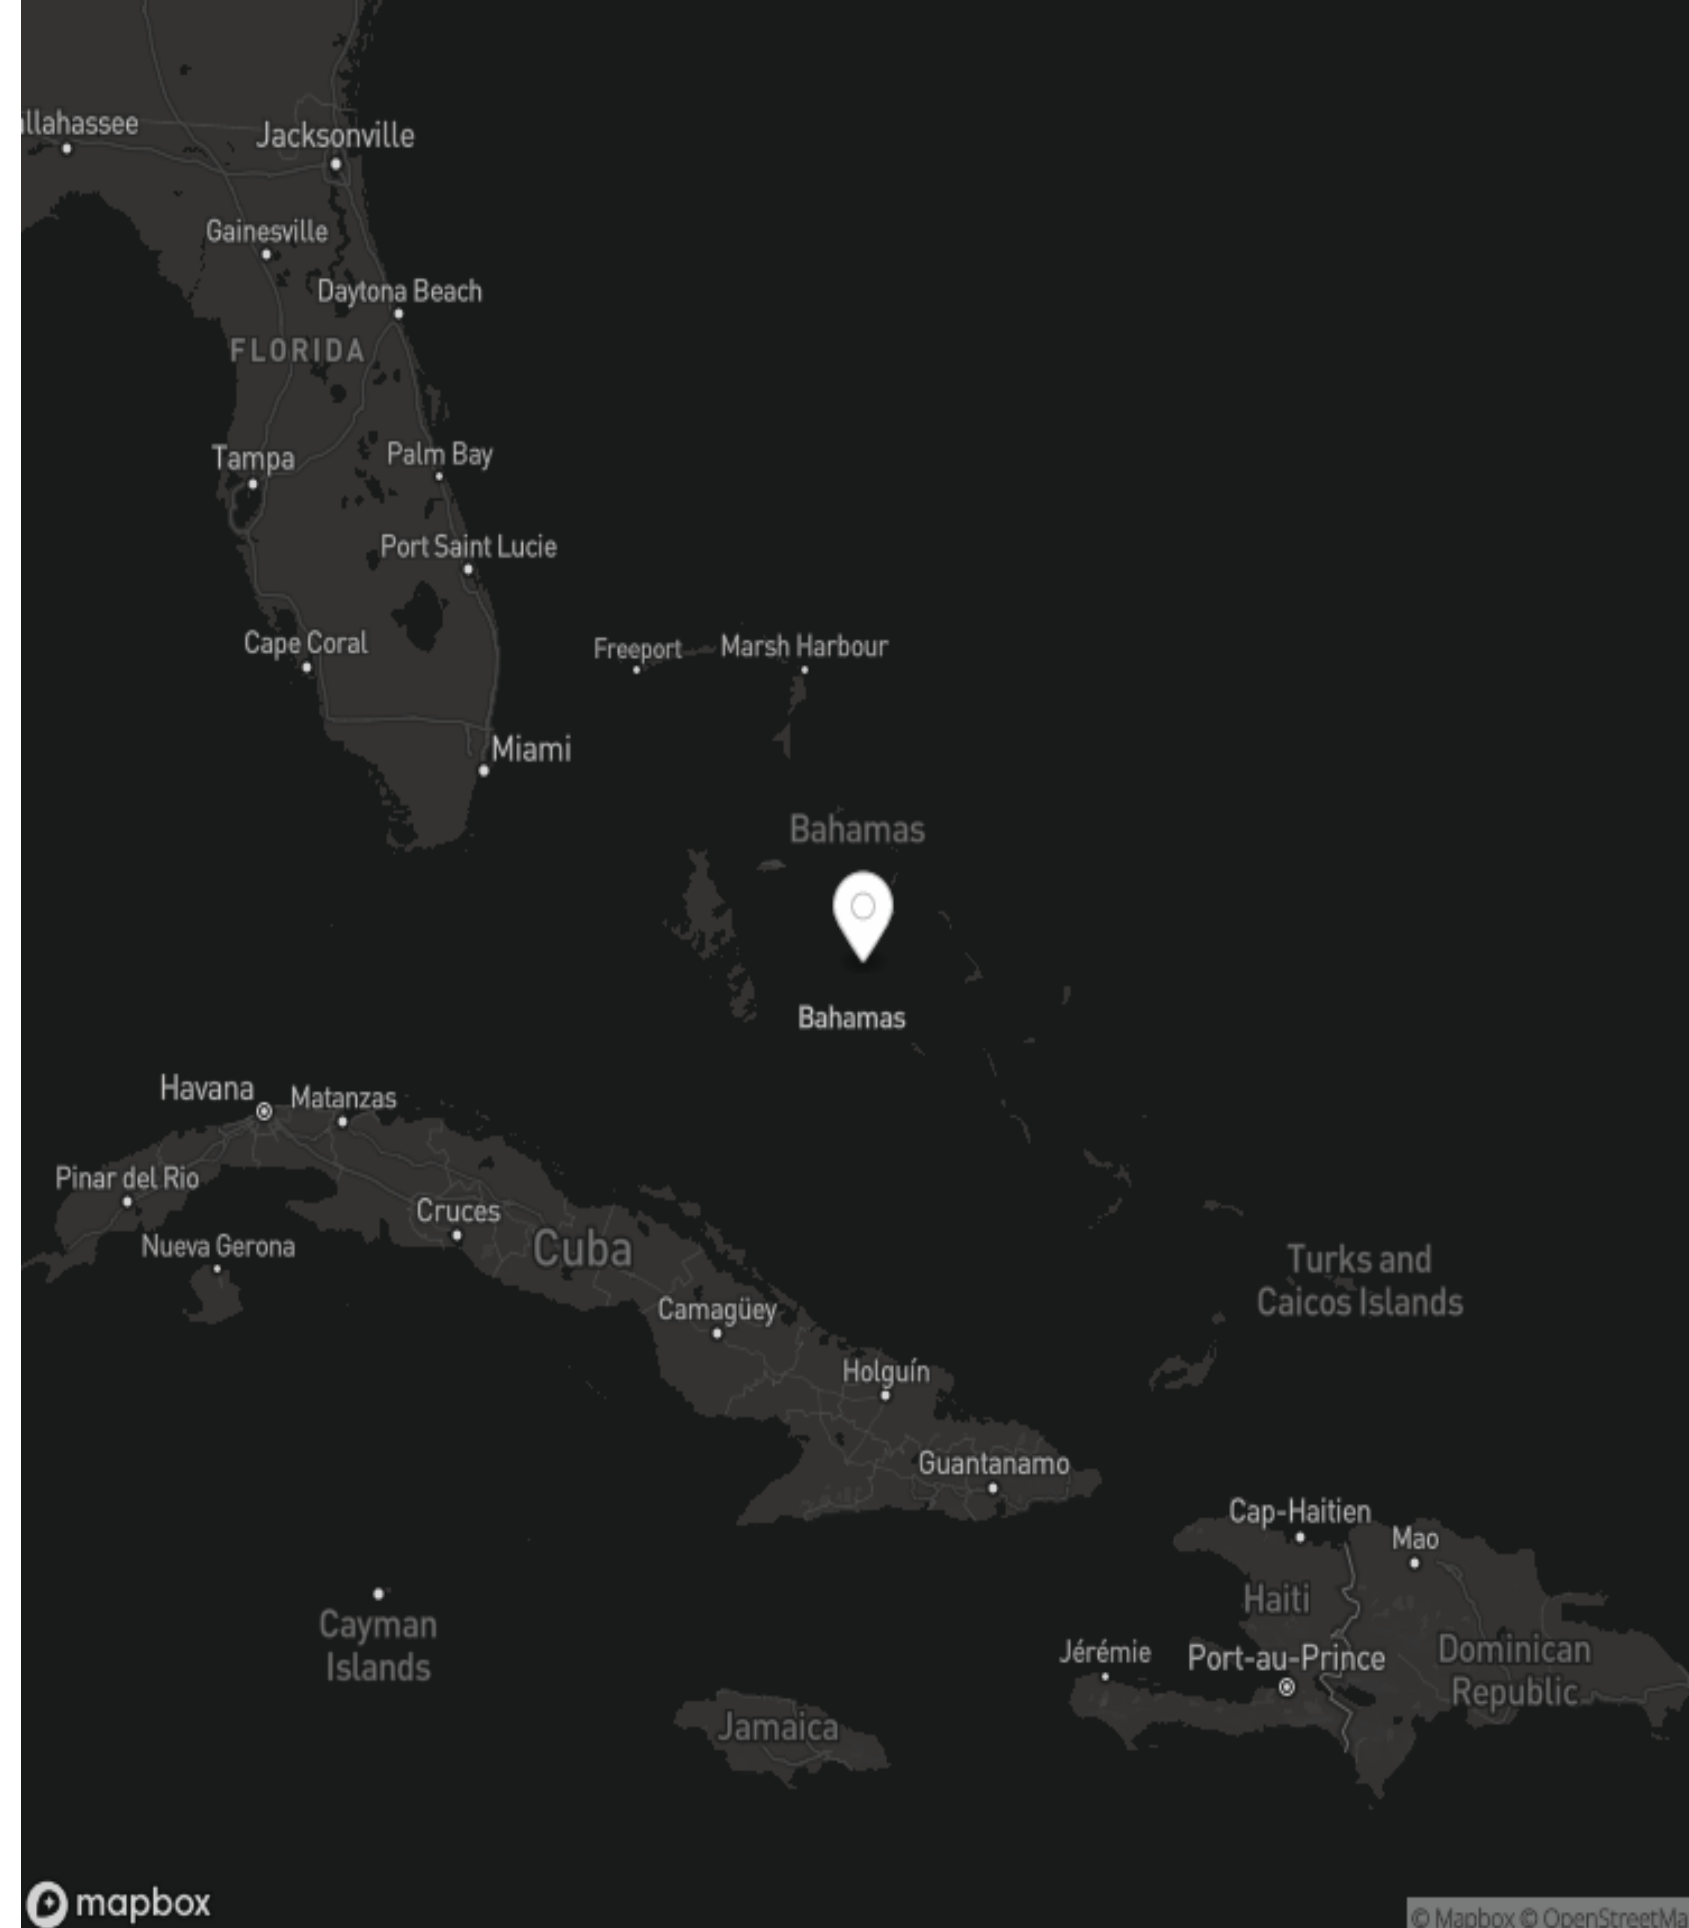 llahassee
Jacksonville
Gainesville
Daytona Beach
FLORIDA
Tampa
Palm Bay
Port Saint Lucie
Cape Coral
Freeport
Marsh Harbour
Miami
Bahamas
Bahamas
Havana
Matanzas
Pinar del Rio
Cruces
Nueva Gerona
Cuba
Turks and
Caicos Islands
Camagüey
Holguín
Guantanamo
Cap-Haitien
Mao
Haiti
Cayman
Islands
Jérémie
Port-au-Prince
Dominican
Republic
Jamaica
mapbox
© Mapbox © OpenStreetMa